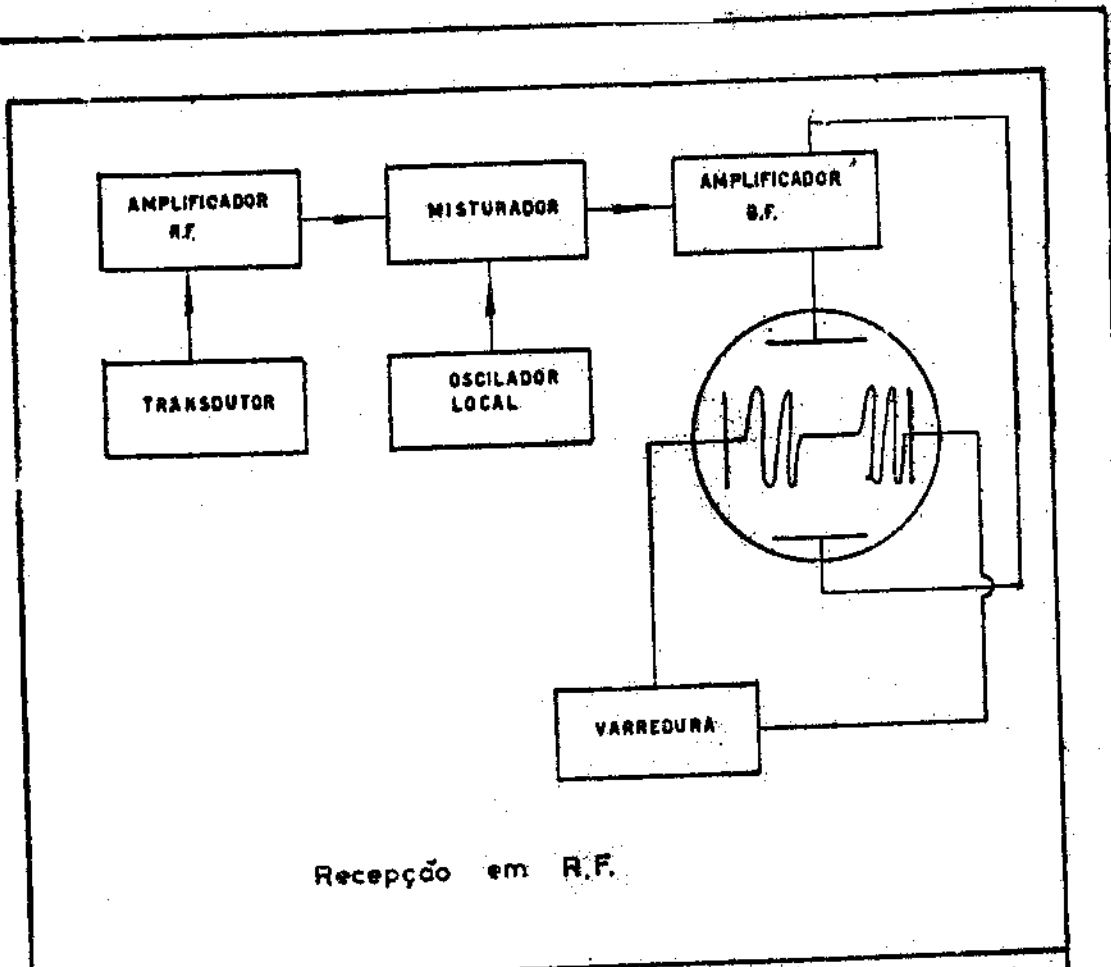 AMPLIFICADOR
R.F.
MISTURADOR
AMPLIFICADOR
B.F.
TRANSDUTOR
OSCILADOR
LOCAL
VARREDURA
Recepção em R.F.